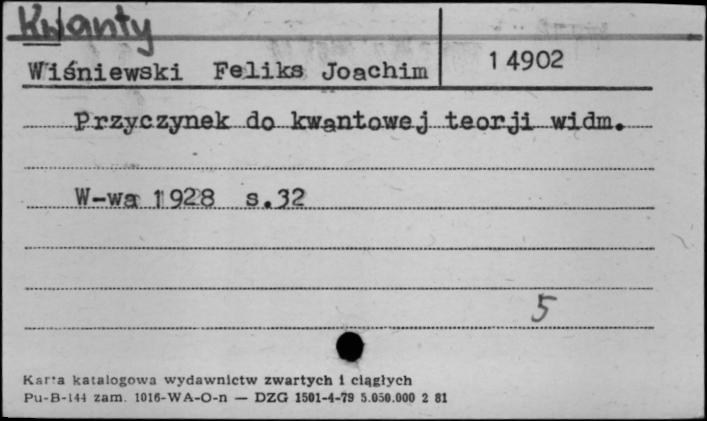 Kwanty
Wiśniewski Feliks Joachim
14902
Przyczynek do kwantowej teorji widm.
W-wa 1928 s.32
5
Karta katalogowa wydawnictw zwartych i ciągłych
Pu-B-144 zam. 1016-WA-O-n — DZG 1501-4-79 5.050.000 2 81